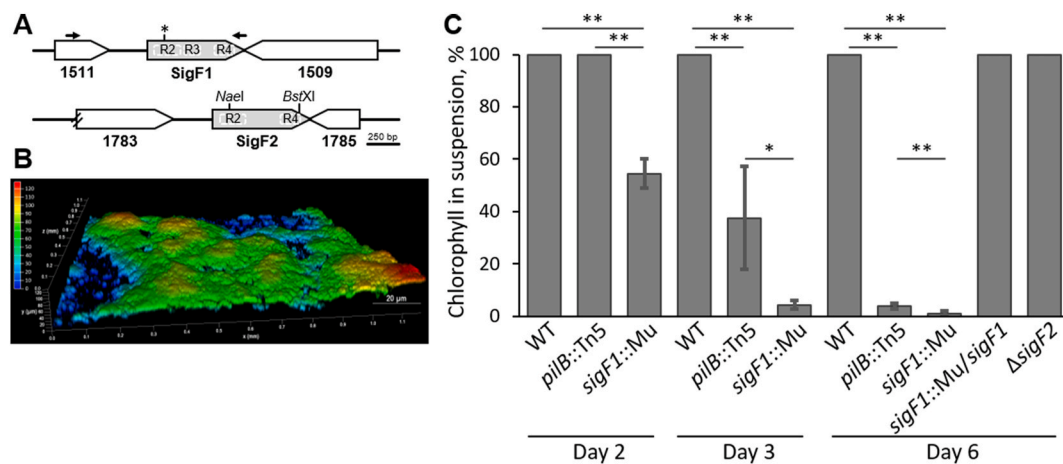 A
*
R2 R3 R4
1511 SigF1 1509
NaeI BstXI
R2 R4
1783 SigF2 1785 250 bp
B
20 µm
x (mm)
C
Chlorophyll in suspension, %
100
80
60
40
20
0
** ** **
** ** **
* **
WT pilB::Tn5 sigF1::Mu WT pilB::Tn5 sigF1::Mu WT pilB::Tn5 sigF1::Mu sigF1::Mu/sigF1 ΔsigF2
Day 2 Day 3 Day 6